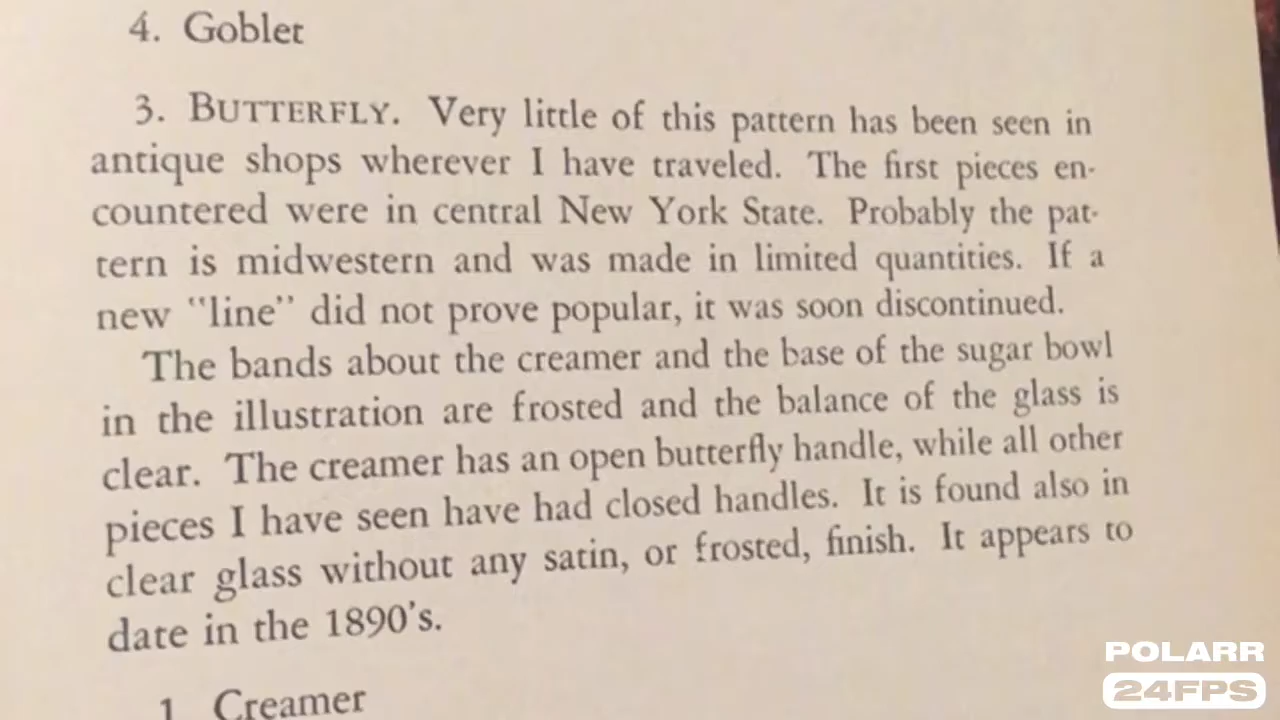 4. Goblet
3. BUTTERFLY. Very little of this pattern has been seen in
antique shops wherever I have traveled. The first pieces en-
countered were in central New York State. Probably the pat-
tern is midwestern and was made in limited quantities. If a
new "line" did not prove popular, it was soon discontinued.
The bands about the creamer and the base of the sugar bowl
in the illustration are frosted and the balance of the glass is
clear. The creamer has an open butterfly handle, while all other
pieces I have seen have had closed handles. It is found also in
clear glass without any satin, or frosted, finish. It appears to
date in the 1890's.
1. Creamer
POLARR
24FPS